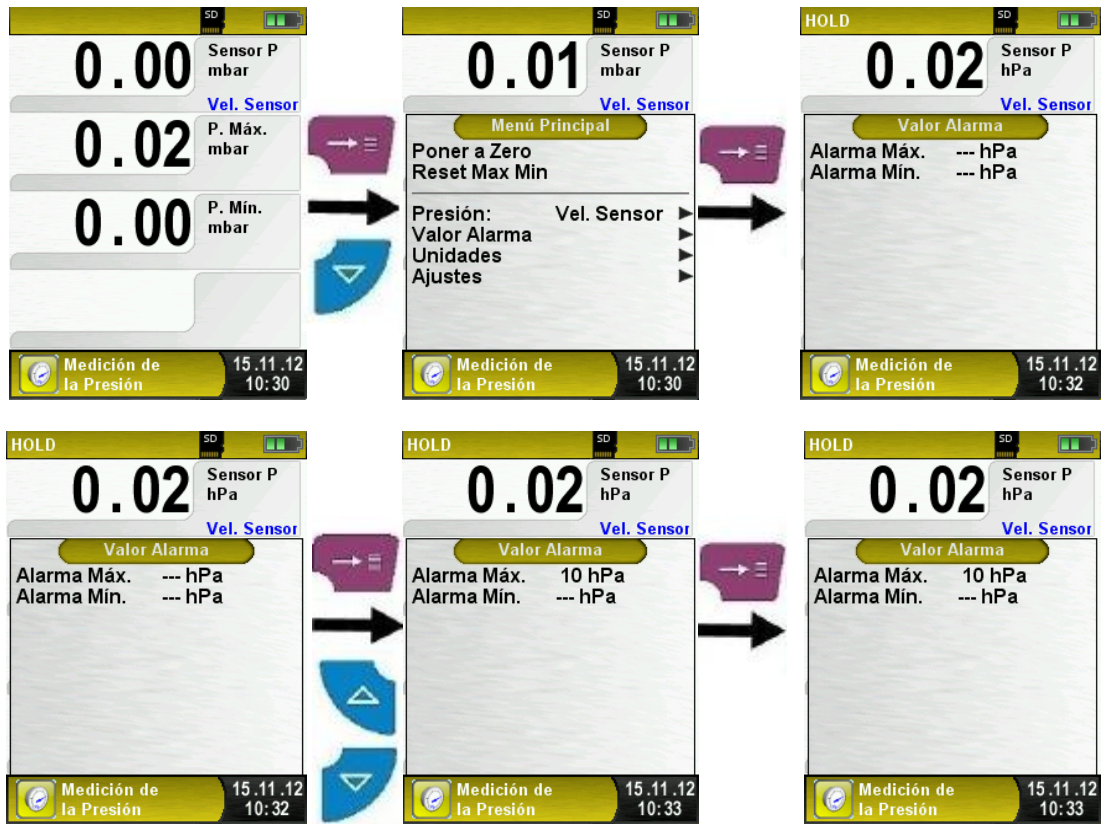 SD
0.00 Sensor P
mbar
Vel. Sensor
0.02 P. Máx.
mbar
0.00 P. Mín.
mbar
Medición de
la Presión
15.11.12
10:30
SD
0.01 Sensor P
mbar
Vel. Sensor
Menú Principal
Poner a Zero
Reset Max Min
Presión: Vel. Sensor
Valor Alarma
Unidades
Ajustes
Medición de
la Presión
15.11.12
10:30
HOLD SD
0.02 Sensor P
hPa
Vel. Sensor
Valor Alarma
Alarma Máx. --- hPa
Alarma Mín. --- hPa
Medición de
la Presión
15.11.12
10:32
HOLD SD
0.02 Sensor P
hPa
Vel. Sensor
Valor Alarma
Alarma Máx. --- hPa
Alarma Mín. --- hPa
Medición de
la Presión
15.11.12
10:32
HOLD SD
0.02 Sensor P
hPa
Vel. Sensor
Valor Alarma
Alarma Máx. 10 hPa
Alarma Mín. --- hPa
Medición de
la Presión
15.11.12
10:33
HOLD SD
0.02 Sensor P
hPa
Vel. Sensor
Valor Alarma
Alarma Máx. 10 hPa
Alarma Mín. --- hPa
Medición de
la Presión
15.11.12
10:33